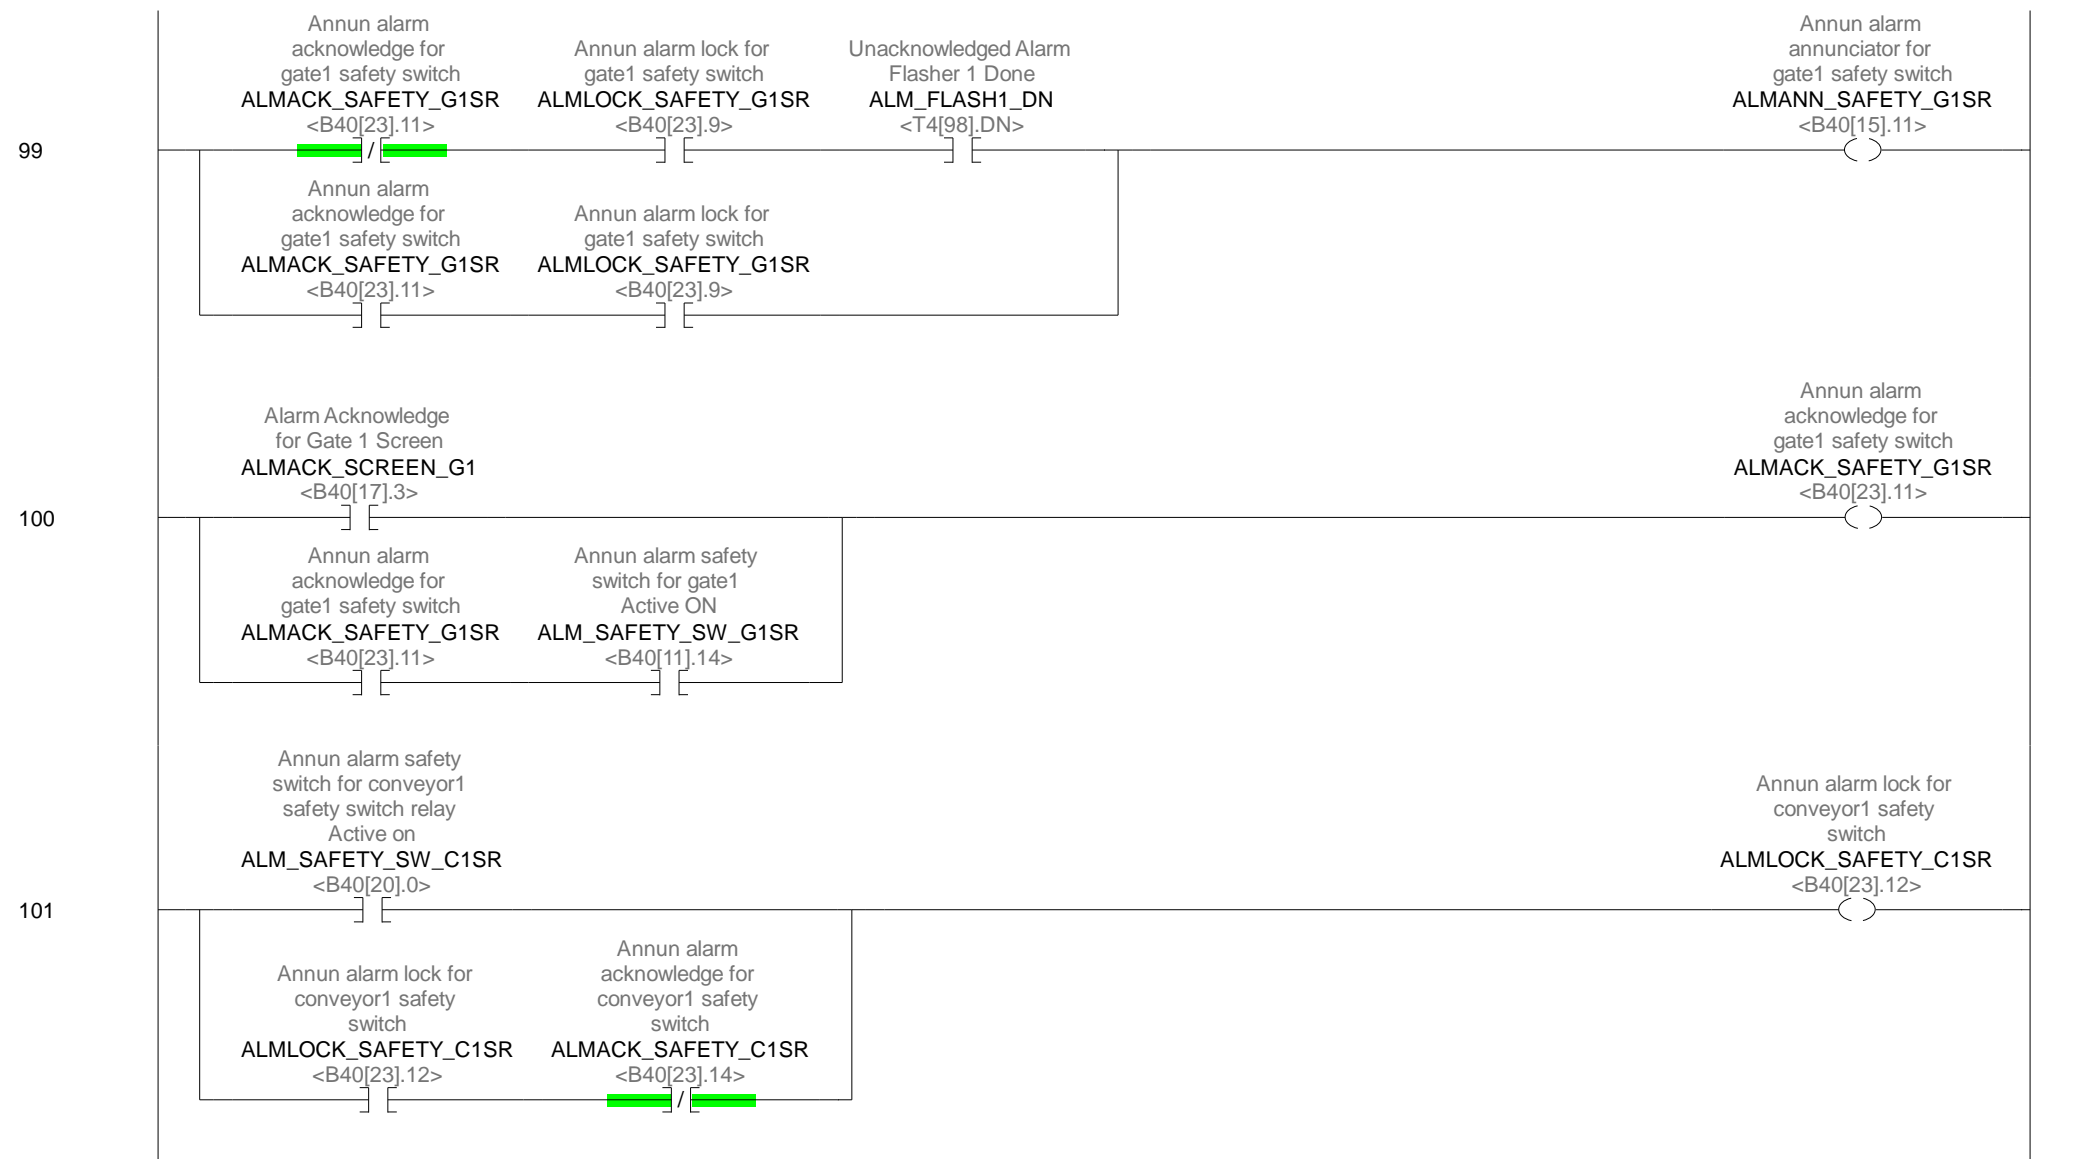 Annun alarm
acknowledge for
gate1 safety switch
ALMACK_SAFETY_G1SR
<B40[23].11>
Annun alarm lock for
gate1 safety switch
ALMLOCK_SAFETY_G1SR
<B40[23].9>
Unacknowledged Alarm
Flasher 1 Done
ALM_FLASH1_DN
<T4[98].DN>
Annun alarm
annunciator for
gate1 safety switch
ALMANN_SAFETY_G1SR
<B40[15].11>
99
/
Annun alarm
acknowledge for
gate1 safety switch
ALMACK_SAFETY_G1SR
<B40[23].11>
Annun alarm lock for
gate1 safety switch
ALMLOCK_SAFETY_G1SR
<B40[23].9>
Alarm Acknowledge
for Gate 1 Screen
ALMACK_SCREEN_G1
<B40[17].3>
Annun alarm
acknowledge for
gate1 safety switch
ALMACK_SAFETY_G1SR
<B40[23].11>
100
Annun alarm
acknowledge for
gate1 safety switch
ALMACK_SAFETY_G1SR
<B40[23].11>
Annun alarm safety
switch for gate1
Active ON
ALM_SAFETY_SW_G1SR
<B40[11].14>
Annun alarm safety
switch for conveyor1
safety switch relay
Active on
ALM_SAFETY_SW_C1SR
<B40[20].0>
Annun alarm lock for
conveyor1 safety
switch
ALMLOCK_SAFETY_C1SR
<B40[23].12>
101
Annun alarm lock for
conveyor1 safety
switch
ALMLOCK_SAFETY_C1SR
<B40[23].12>
Annun alarm
acknowledge for
conveyor1 safety
switch
ALMACK_SAFETY_C1SR
<B40[23].14>
/